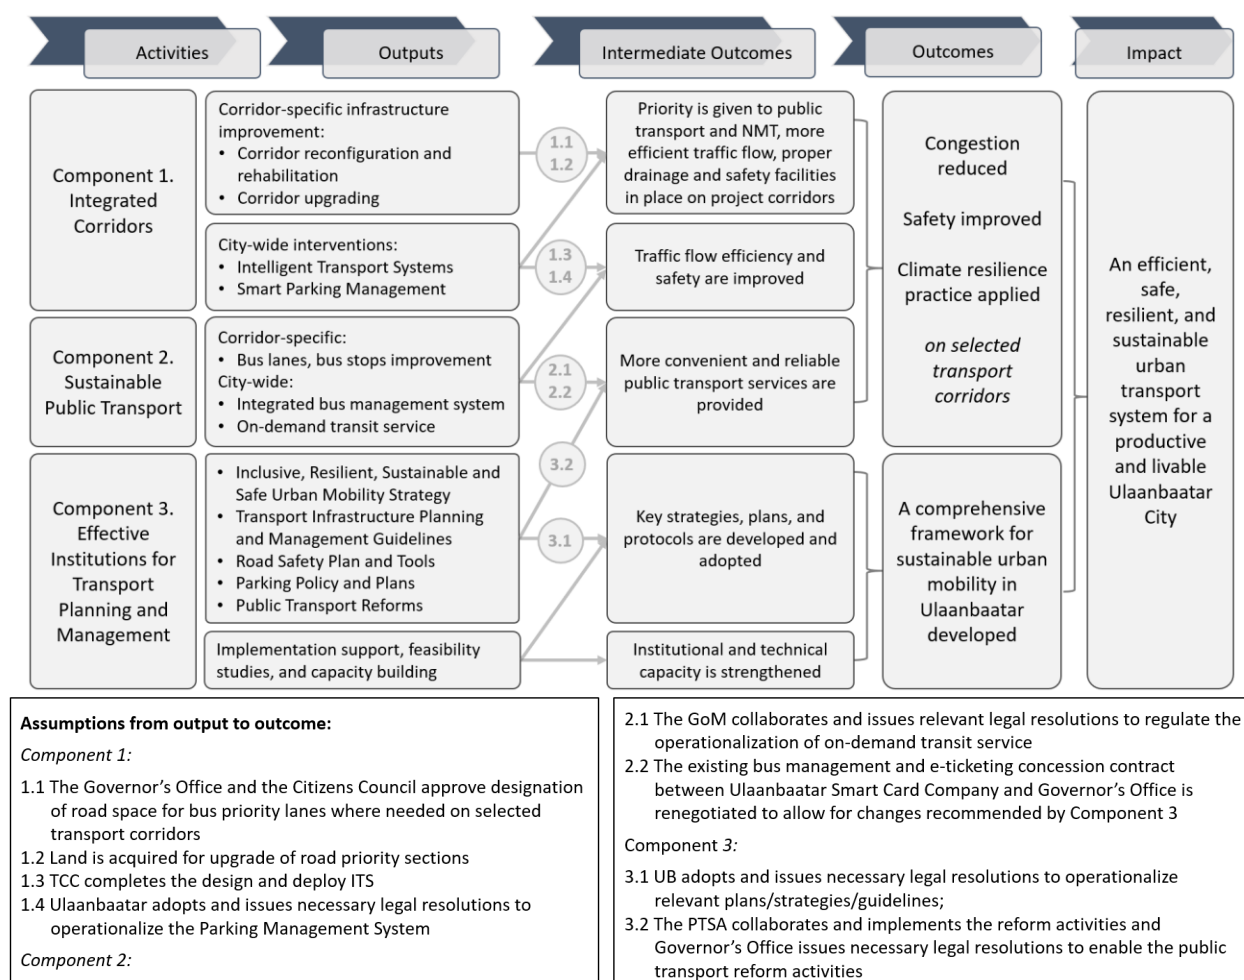 Activities
Outputs
Intermediate Outcomes
Outcomes
Impact
Component 1.
Integrated
Corridors
Corridor-specific infrastructure
improvement:
• Corridor reconfiguration and
rehabilitation
• Corridor upgrading
City-wide interventions:
• Intelligent Transport Systems
• Smart Parking Management
Component 2.
Sustainable
Public Transport
Corridor-specific:
• Bus lanes, bus stops improvement
City-wide:
• Integrated bus management system
• On-demand transit service
Component 3.
Effective
Institutions for
Transport
Planning and
Management
• Inclusive, Resilient, Sustainable and
Safe Urban Mobility Strategy
• Transport Infrastructure Planning
and Management Guidelines
• Road Safety Plan and Tools
• Parking Policy and Plans
• Public Transport Reforms
Implementation support, feasibility
studies, and capacity building
1.1
1.2
1.3
1.4
2.1
2.2
3.2
3.1
Priority is given to public
transport and NMT, more
efficient traffic flow, proper
drainage and safety facilities
in place on project corridors
Traffic flow efficiency and
safety are improved
More convenient and reliable
public transport services are
provided
Key strategies, plans, and
protocols are developed and
adopted
Institutional and technical
capacity is strengthened
Congestion
reduced
Safety improved
Climate resilience
practice applied
on selected
transport
corridors
A comprehensive
framework for
sustainable urban
mobility in
Ulaanbaatar
developed
An efficient,
safe,
resilient, and
sustainable
urban
transport
system for a
productive
and livable
Ulaanbaatar
City
Assumptions from output to outcome:
Component 1:
1.1 The Governor’s Office and the Citizens Council approve designation
of road space for bus priority lanes where needed on selected
transport corridors
1.2 Land is acquired for upgrade of road priority sections
1.3 TCC completes the design and deploy ITS
1.4 Ulaanbaatar adopts and issues necessary legal resolutions to
operationalize the Parking Management System
Component 2:
2.1 The GoM collaborates and issues relevant legal resolutions to regulate the
operationalization of on-demand transit service
2.2 The existing bus management and e-ticketing concession contract
between Ulaanbaatar Smart Card Company and Governor’s Office is
renegotiated to allow for changes recommended by Component 3
Component 3:
3.1 UB adopts and issues necessary legal resolutions to operationalize
relevant plans/strategies/guidelines;
3.2 The PTSA collaborates and implements the reform activities and
Governor’s Office issues necessary legal resolutions to enable the public
transport reform activities